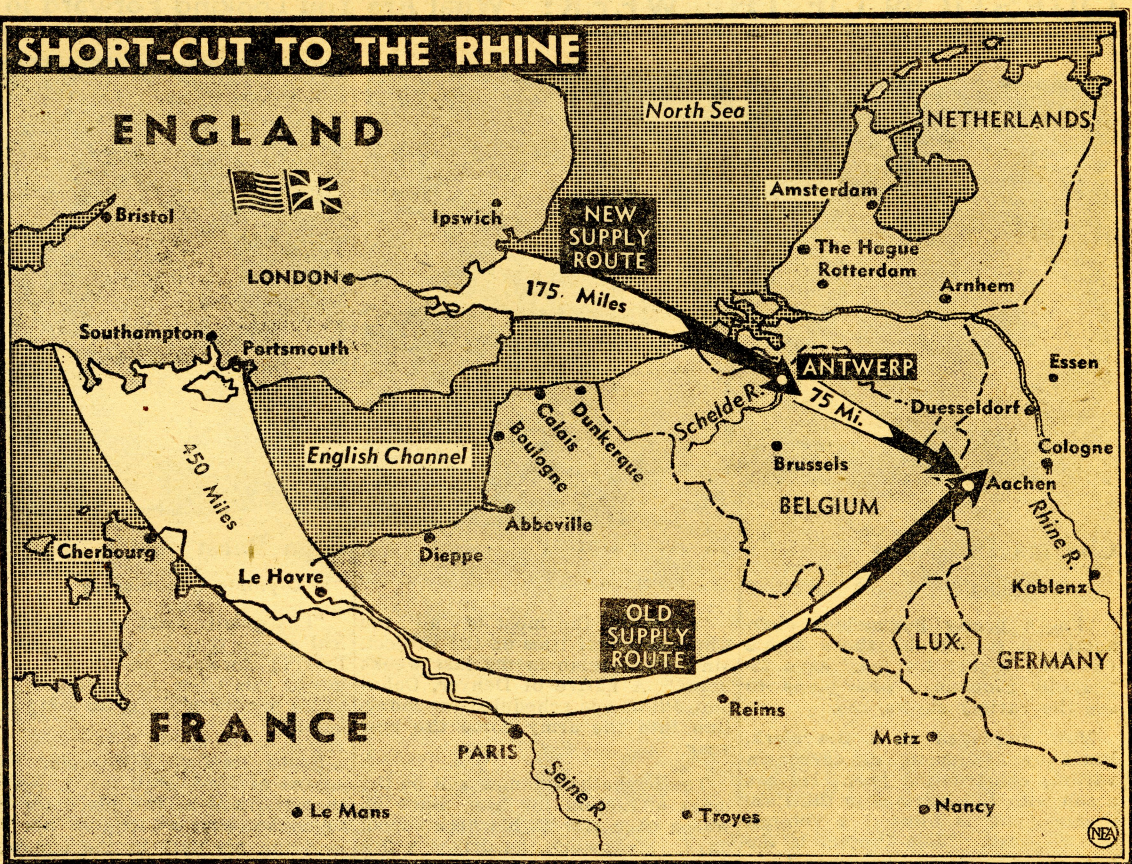 SHORT-CUT TO THE RHINE
ENGLAND
North Sea
NETHERLANDS
Amsterdam
Bristol
Ipswich
NEW
SUPPLY
ROUTE
The Hague
Rotterdam
LONDON
175 Miles
Arnhem
Southampton
Portsmouth
ANTWERP
Essen
75 Mi.
Duesseldorf
Schelde R.
Calais
Dunkerque
Boulogne
Cologne
English Channel
Brussels
Aachen
450 Miles
BELGIUM
Abbeville
Rhine R.
Cherbourg
Dieppe
Le Havre
Koblenz
OLD
SUPPLY
ROUTE
LUX.
GERMANY
Reims
FRANCE
PARIS
Metz
Seine R.
Le Mans
Troyes
Nancy
NEA